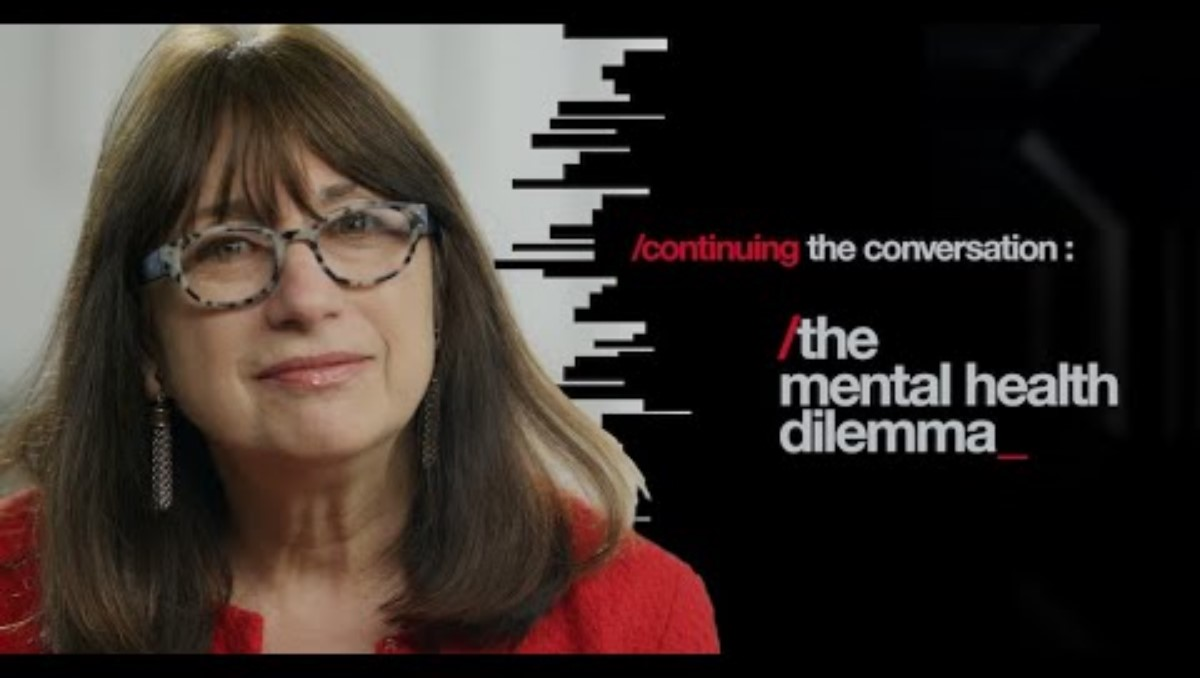 /continuing the conversation :
/the
mental health
dilemma_